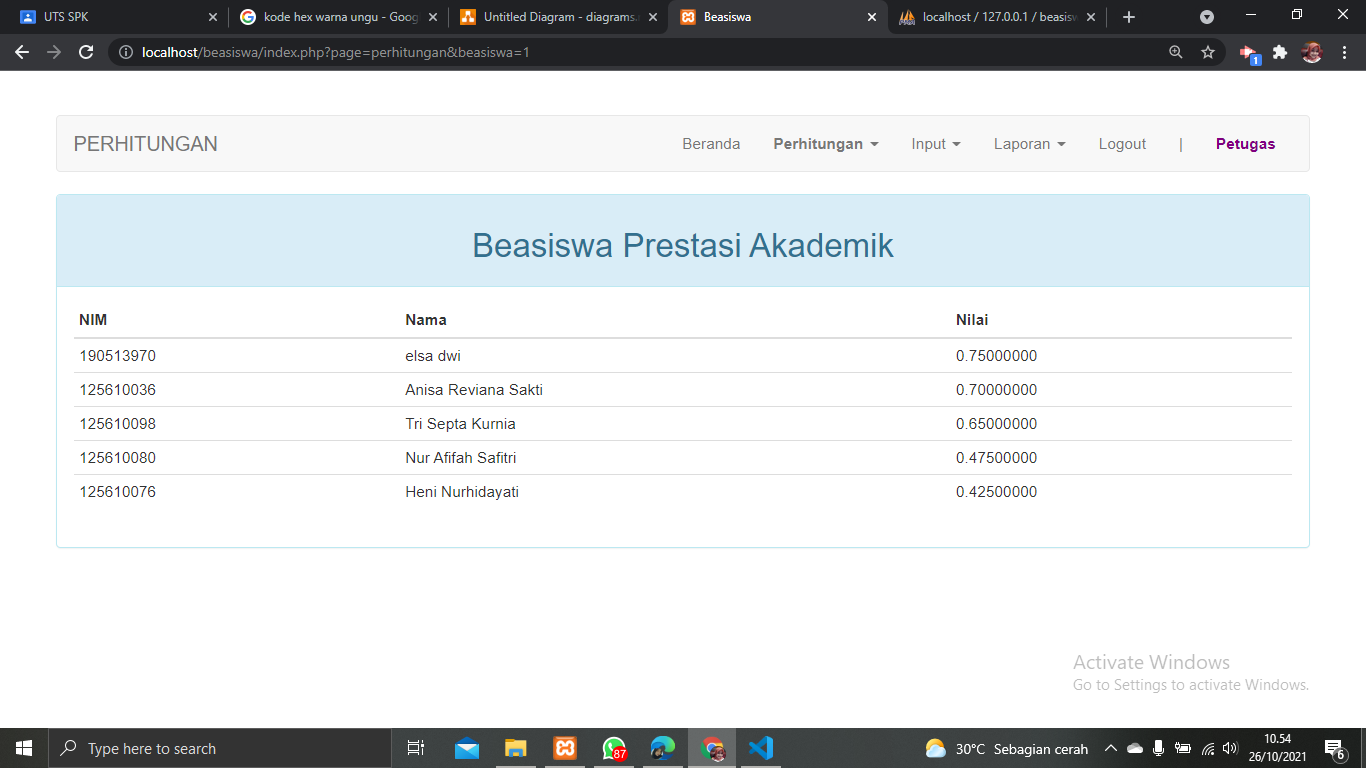 UTS SPK
kode hex warna ungu - Goog
Untitled Diagram - diagrams.
Beasiswa
localhost / 127.0.0.1 / beasisw
localhost/beasiswa/index.php?page=perhitungan&beasiswa=1
1
PERHITUNGAN
Beranda Perhitungan Input Laporan Logout | Petugas
Beasiswa Prestasi Akademik
NIM Nama Nilai
190513970 elsa dwi 0.75000000
125610036 Anisa Reviana Sakti 0.70000000
125610098 Tri Septa Kurnia 0.65000000
125610080 Nur Afifah Safitri 0.47500000
125610076 Heni Nurhidayati 0.42500000
Activate Windows
Go to Settings to activate Windows.
Type here to search
87
30°C Sebagian cerah
10.54
26/10/2021
6